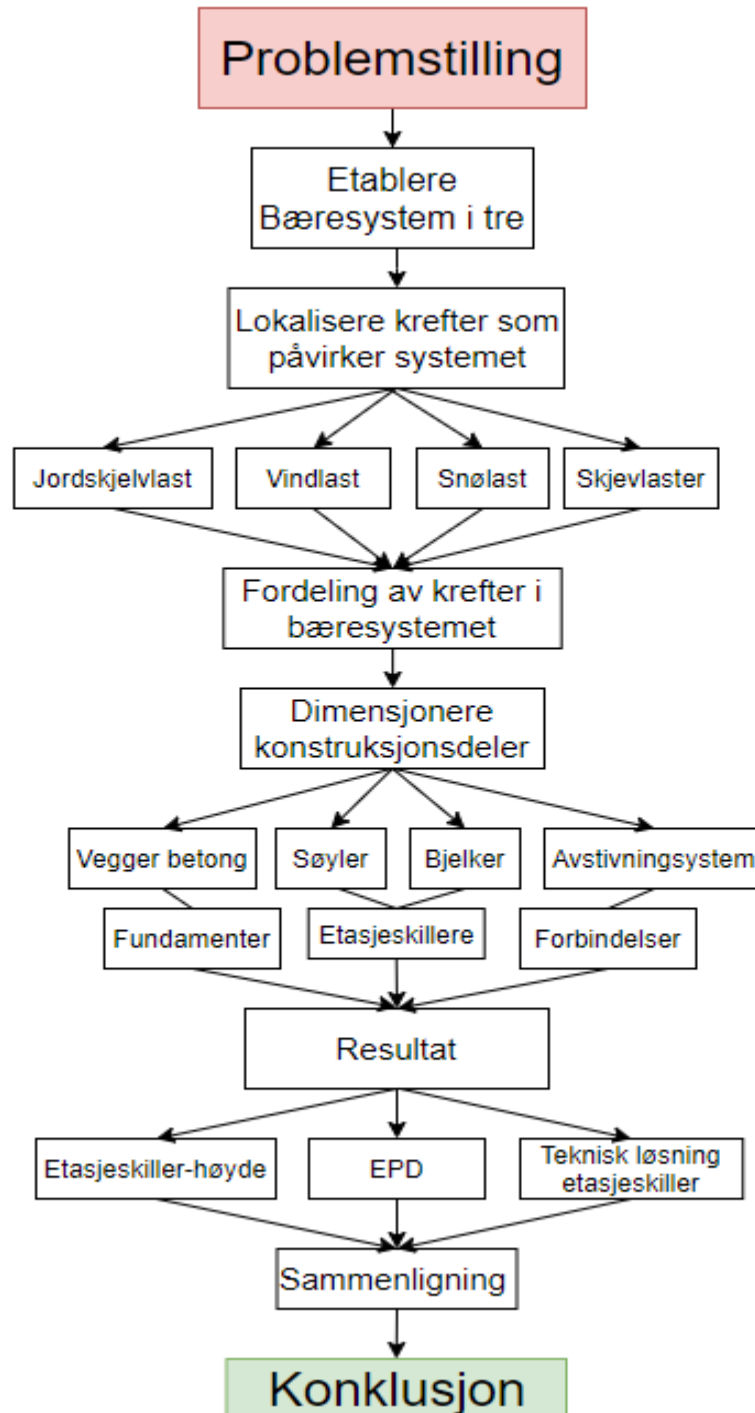 Problemstilling
Etablere
Bæresystem i tre
Lokalisere krefter som
påvirker systemet
Jordskjelvlast
Vindlast
Snølast
Skjevlaster
Fordeling av krefter i
bæresystemet
Dimensjonere
konstruksjonsdeler
Vegger betong
Søyler
Bjelker
Avstivningsystem
Fundamenter
Etasjeskillere
Forbindelser
Resultat
Etasjeskiller-høyde
EPD
Teknisk løsning
etasjeskiller
Sammenligning
Konklusjon